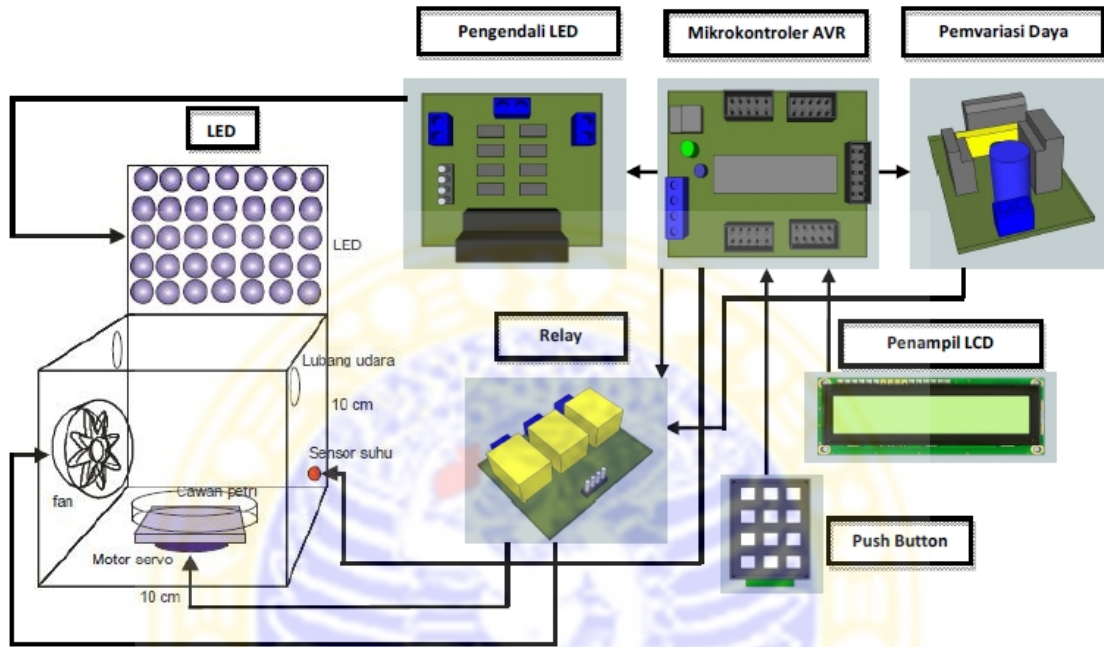 Pengendali LED
Mikrokontroler AVR
Pemvariasi Daya
LED
LED
Relay
Penampil LCD
Lubang udara
10 cm
Sensor suhu
fan
Cawan petri
Motor servo
10 cm
Push Button